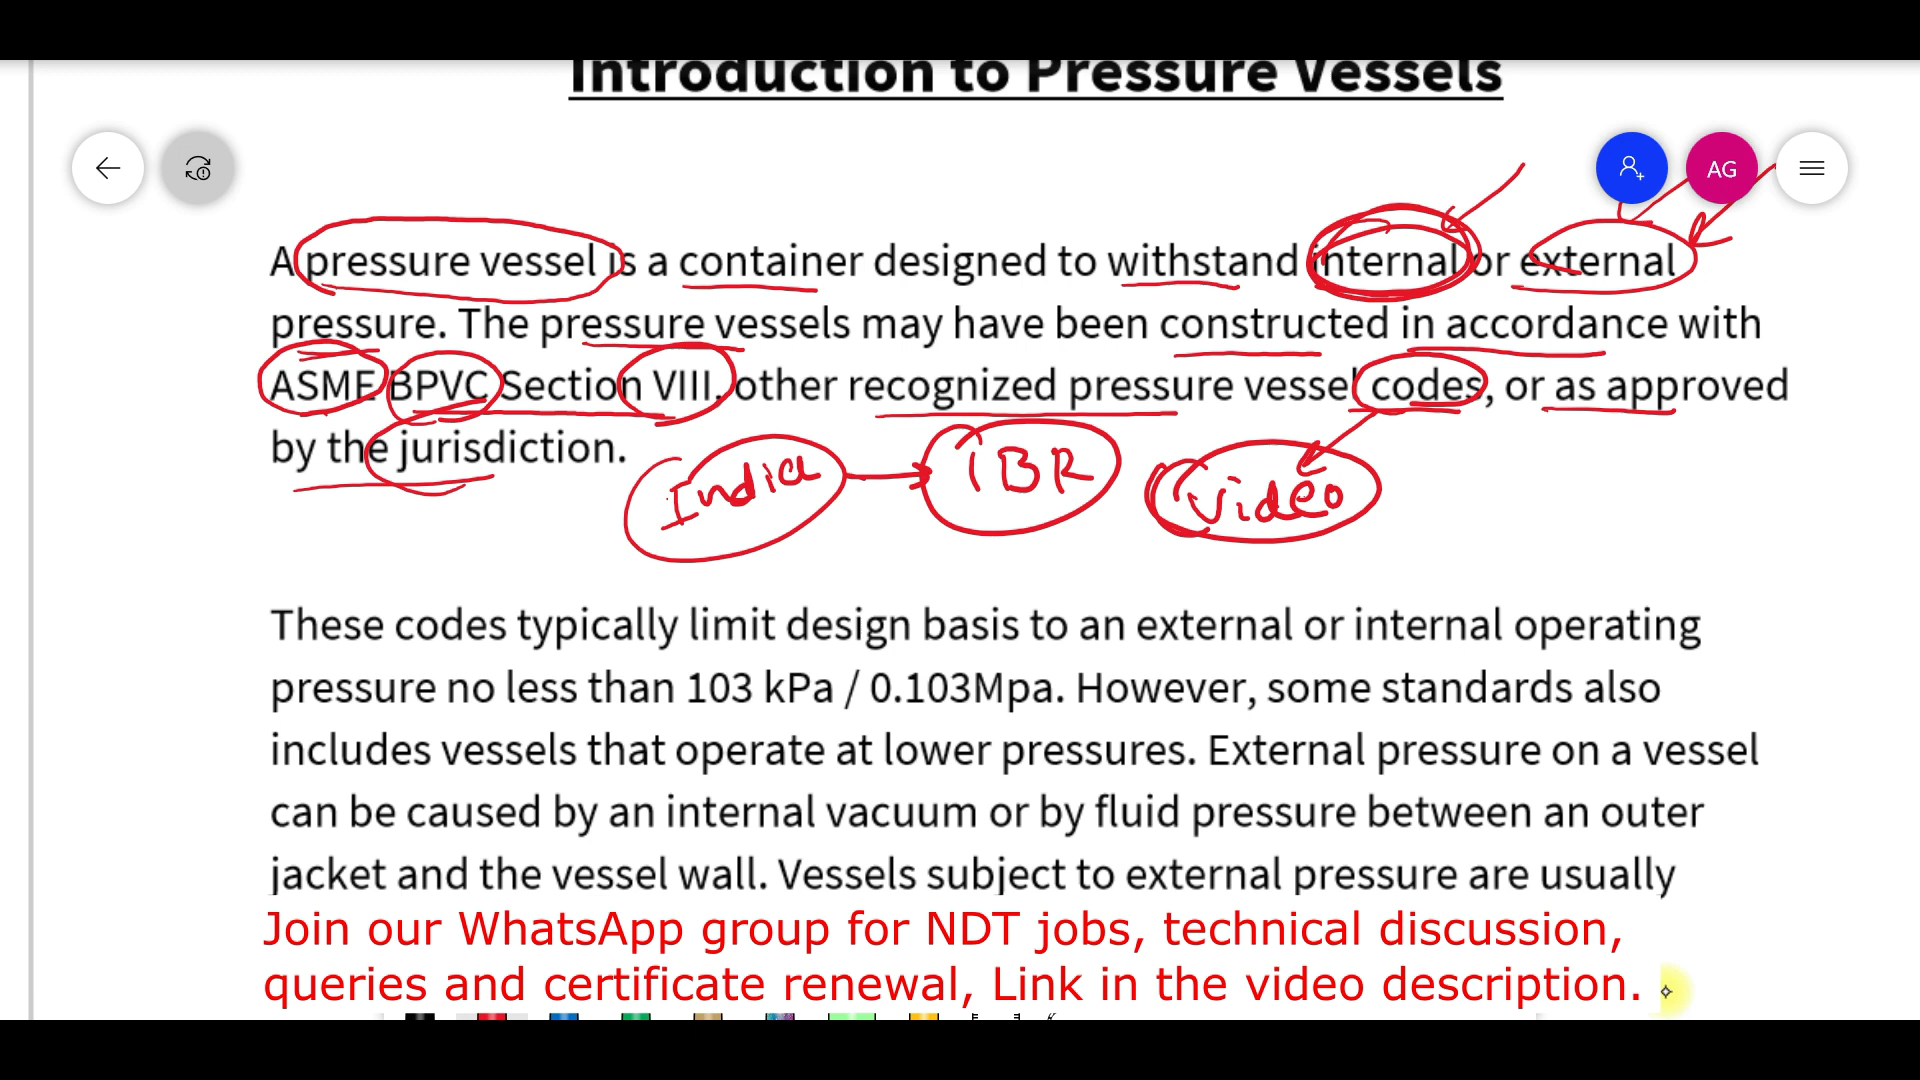 Introduction to Pressure Vessels
AG
A pressure vessel is a container designed to withstand internal or external
pressure. The pressure vessels may have been constructed in accordance with
ASME BPVC Section VIII, other recognized pressure vessel codes, or as approved
by the jurisdiction.
India IBR Video
These codes typically limit design basis to an external or internal operating
pressure no less than 103 kPa / 0.103Mpa. However, some standards also
includes vessels that operate at lower pressures. External pressure on a vessel
can be caused by an internal vacuum or by fluid pressure between an outer
jacket and the vessel wall. Vessels subject to external pressure are usually
Join our WhatsApp group for NDT jobs, technical discussion,
queries and certificate renewal, Link in the video description.